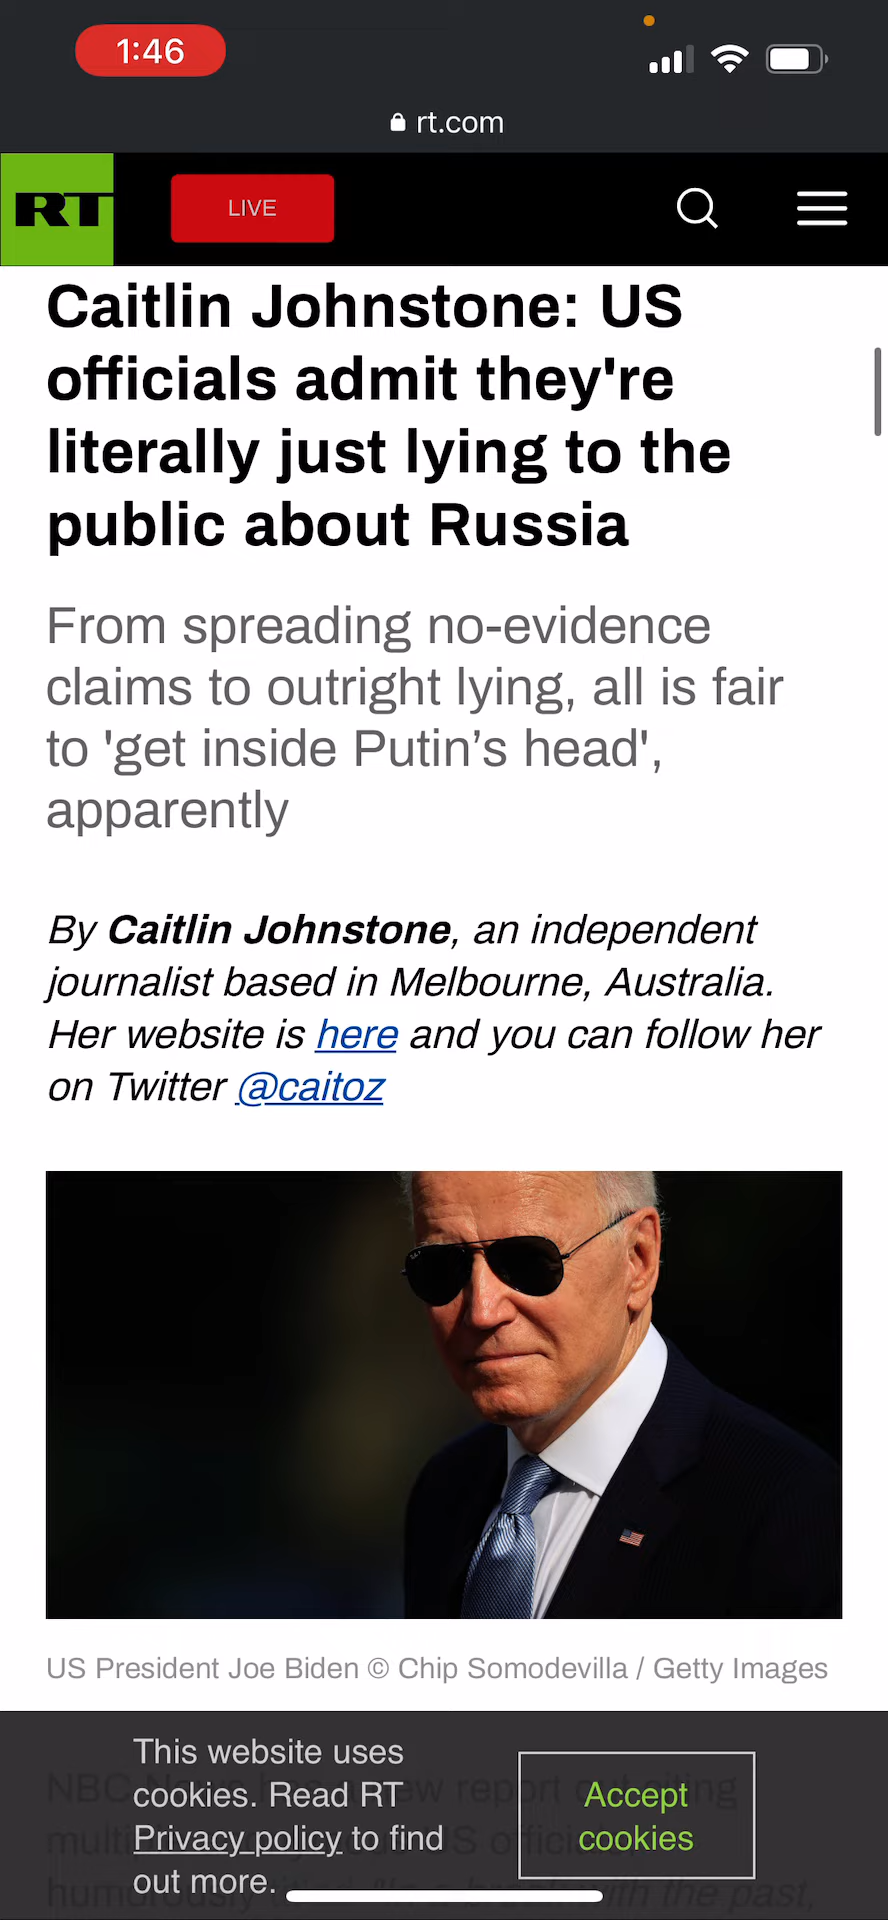 1:46
rt.com
RT
LIVE
Caitlin Johnstone: US
officials admit they're
literally just lying to the
public about Russia
From spreading no-evidence
claims to outright lying, all is fair
to 'get inside Putin’s head',
apparently
By Caitlin Johnstone, an independent
journalist based in Melbourne, Australia.
Her website is here and you can follow her
on Twitter @caitoz
US President Joe Biden © Chip Somodevilla / Getty Images
This website uses
cookies. Read RT
Privacy policy to find
out more.
Accept
cookies